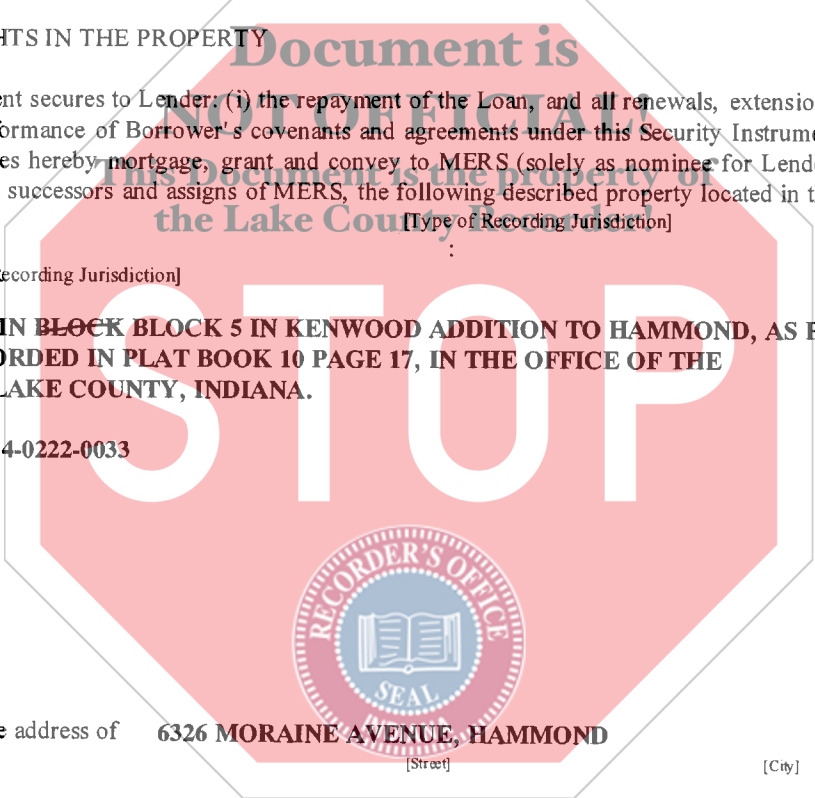 HTS IN THE PROPERTY
Document is
NOT OFFICIAL!
ent secures to Lender: (i) the repayment of the Loan, and all renewals, extensio
ormance of Borrower's covenants and agreements under this Security Instrume
es hereby mortgage, grant and convey to MERS (solely as nominee for Lende
This Document is the property of
successors and assigns of MERS, the following described property located in t
the Lake County Recorder!
[Type of Recording Jurisdiction]
:
ecording Jurisdiction]
STOP
IN BLOCK BLOCK 5 IN KENWOOD ADDITION TO HAMMOND, AS P
ORDED IN PLAT BOOK 10 PAGE 17, IN THE OFFICE OF THE
LAKE COUNTY, INDIANA.
4-0222-0033
RECORDER'S OFFICE
SEAL
INDIANA
e address of 6326 MORAINE AVENUE, HAMMOND
[Street] [City]